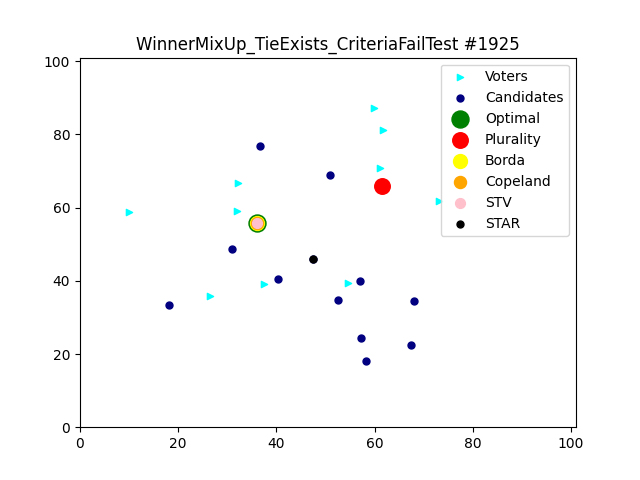 WinnerMixUp_TieExists_CriteriaFailTest #1925
100
80
60
40
20
0
0 20 40 60 80 100
Voters
Candidates
Optimal
Plurality
Borda
Copeland
STV
STAR